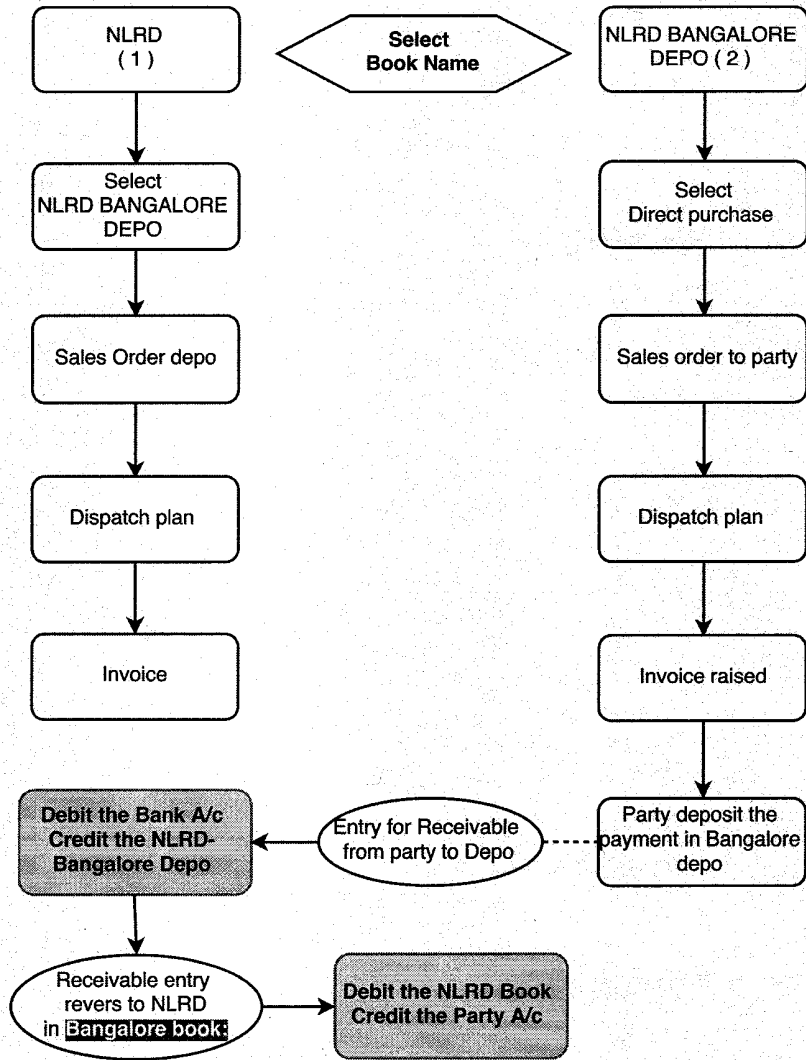 NLRD
( 1 )
Select
Book Name
NLRD BANGALORE
DEPO ( 2 )
Select
NLRD BANGALORE
DEPO
Select
Direct purchase
Sales Order depo
Sales order to party
Dispatch plan
Dispatch plan
Invoice
Invoice raised
Debit the Bank A/c
Credit the NLRD-
Bangalore Depo
Entry for Receivable
from party to Depo
Party deposit the
payment in Bangalore
depo
Receivable entry
revers to NLRD
in Bangalore book:
Debit the NLRD Book
Credit the Party A/c